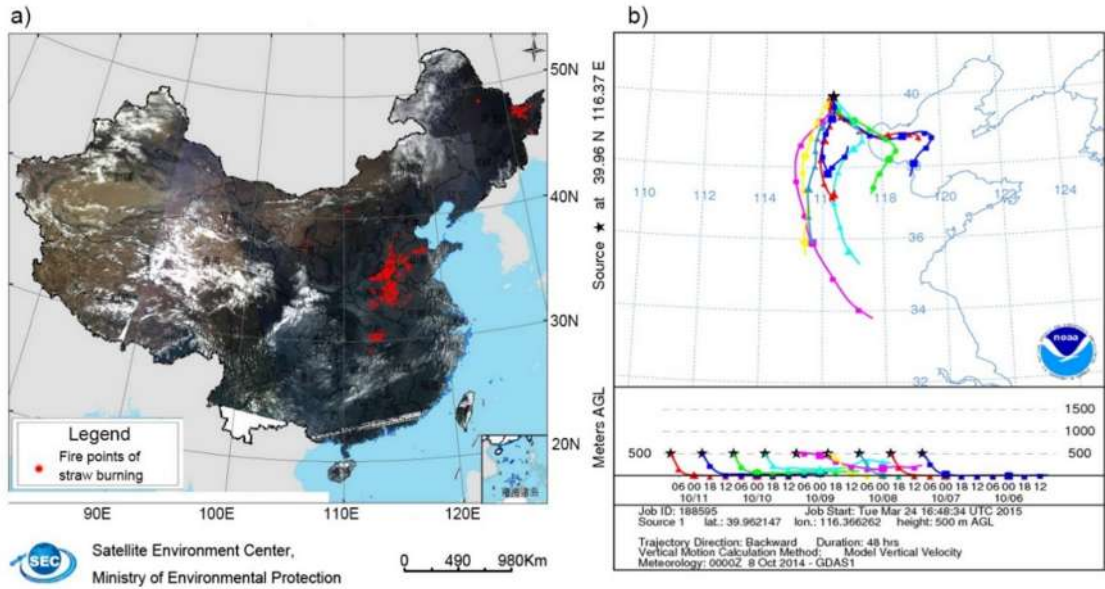 a)
50N
40N
30N
20N
Legend
Fire points of
straw burning
90E
100E
110E
120E
SEC
Satellite Environment Center,
Ministry of Environmental Protection
0 490 980Km
b)
Source ★ at 39.96 N 116.37 E
40
110 112 114 116 118 120 122 124
38
36
34
32
noaa
Meters AGL
1500
1000
500
500
06 00 18 12 06 00 18 12 06 00 18 12 06 00 18 12 06 00 18 12 06 00 18 12
10/11 10/10 10/09 10/08 10/07 10/06
Job ID: 188595 Job Start: Tue Mar 24 16:48:34 UTC 2015
Source 1 lat.: 39.962147 lon.: 116.366262 height: 500 m AGL
Trajectory Direction: Backward Duration: 48 hrs
Vertical Motion Calculation Method: Model Vertical Velocity
Meteorology: 0000Z 8 Oct 2014 - GDAS1